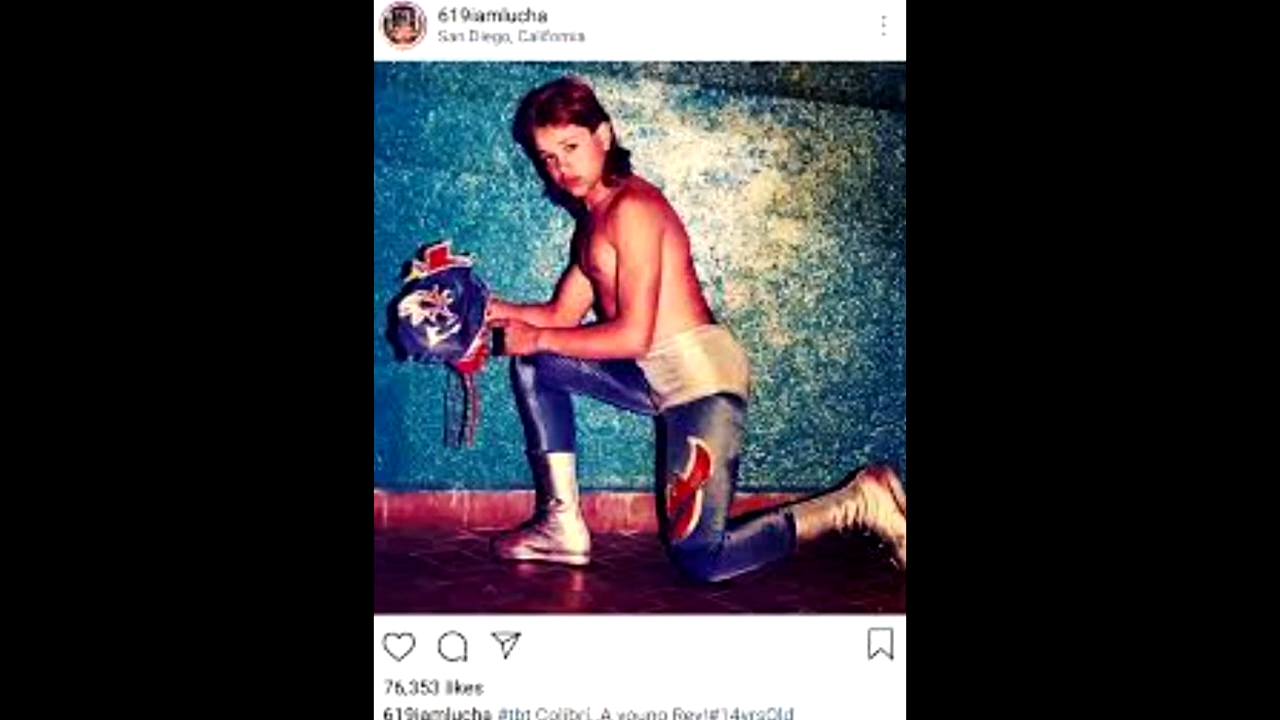 619iamlucha
San Diego, California
76,353 likes
619iamlucha #tbt Colibri..A young Rey!#14yrsOld